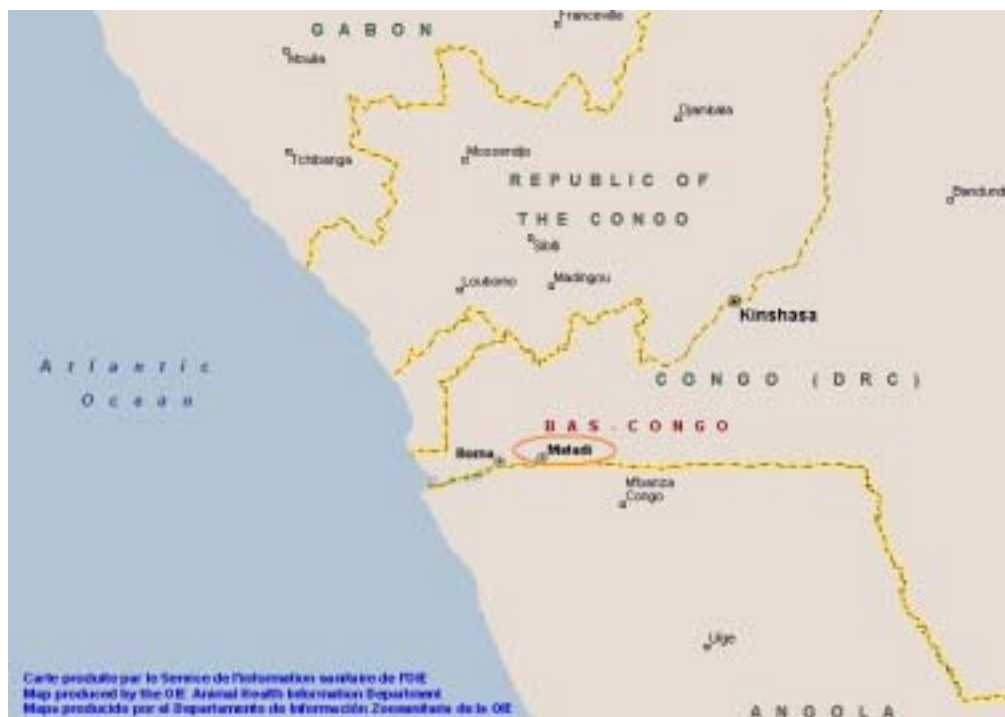 GABON
Franceville
Mouila
Djambala
Tchibanga
Mossendjo
REPUBLIC OF
THE CONGO
Bandundu
Sibiti
Loubomo
Madingou
Kinshasa
Atlantic
Ocean
CONGO (DRC)
BAS-CONGO
Boma
Matadi
M'banza
Congo
Uige
Carte produite par le Service de l'information sanitaire de l'OIE
Map produced by the OIE Animal Health Information Department
Mapa producido por el Departamento de Información Zoosanitaria de la OIE
ANGOLA